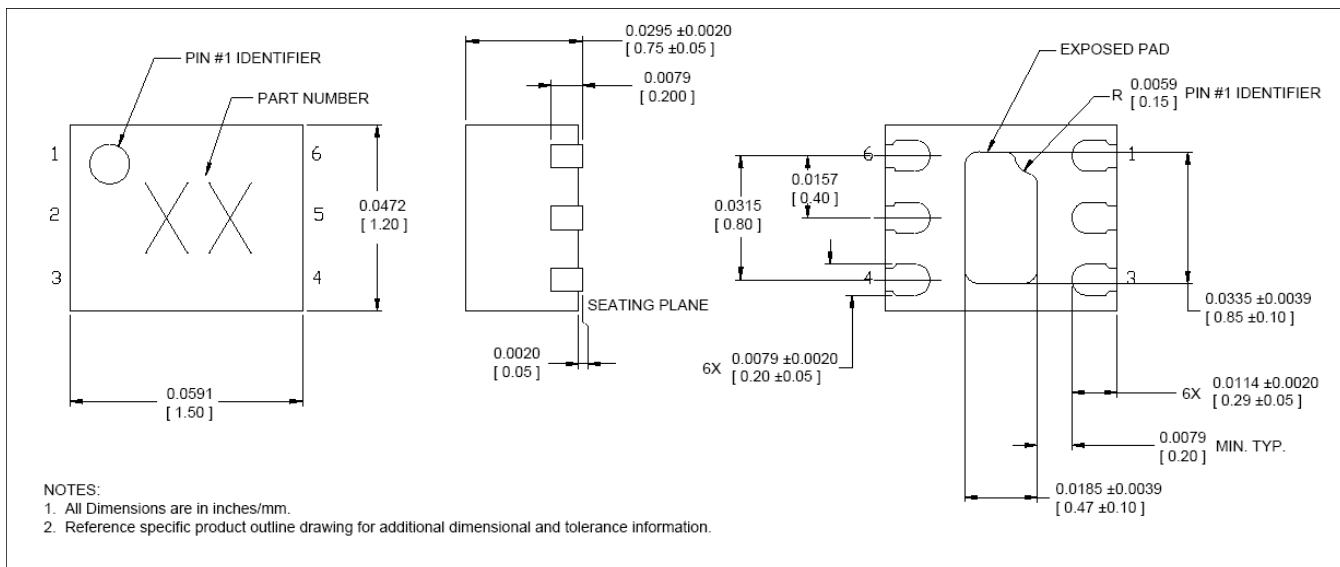 PIN #1 IDENTIFIER
PART NUMBER
1
2
3
6
5
4
XX
0.0472
[ 1.20 ]
0.0591
[ 1.50 ]
0.0295 ±0.0020
[ 0.75 ±0.05 ]
0.0079
[ 0.200 ]
SEATING PLANE
0.0020
[ 0.05 ]
EXPOSED PAD
R 0.0059
[ 0.15 ]
PIN #1 IDENTIFIER
6
4
1
3
0.0157
[ 0.40 ]
0.0315
[ 0.80 ]
6X 0.0079 ±0.0020
[ 0.20 ±0.05 ]
0.0335 ±0.0039
[ 0.85 ±0.10 ]
6X 0.0114 ±0.0020
[ 0.29 ±0.05 ]
0.0079
[ 0.20 ]
MIN. TYP.
0.0185 ±0.0039
[ 0.47 ±0.10 ]
NOTES:
1. All Dimensions are in inches/mm.
2. Reference specific product outline drawing for additional dimensional and tolerance information.